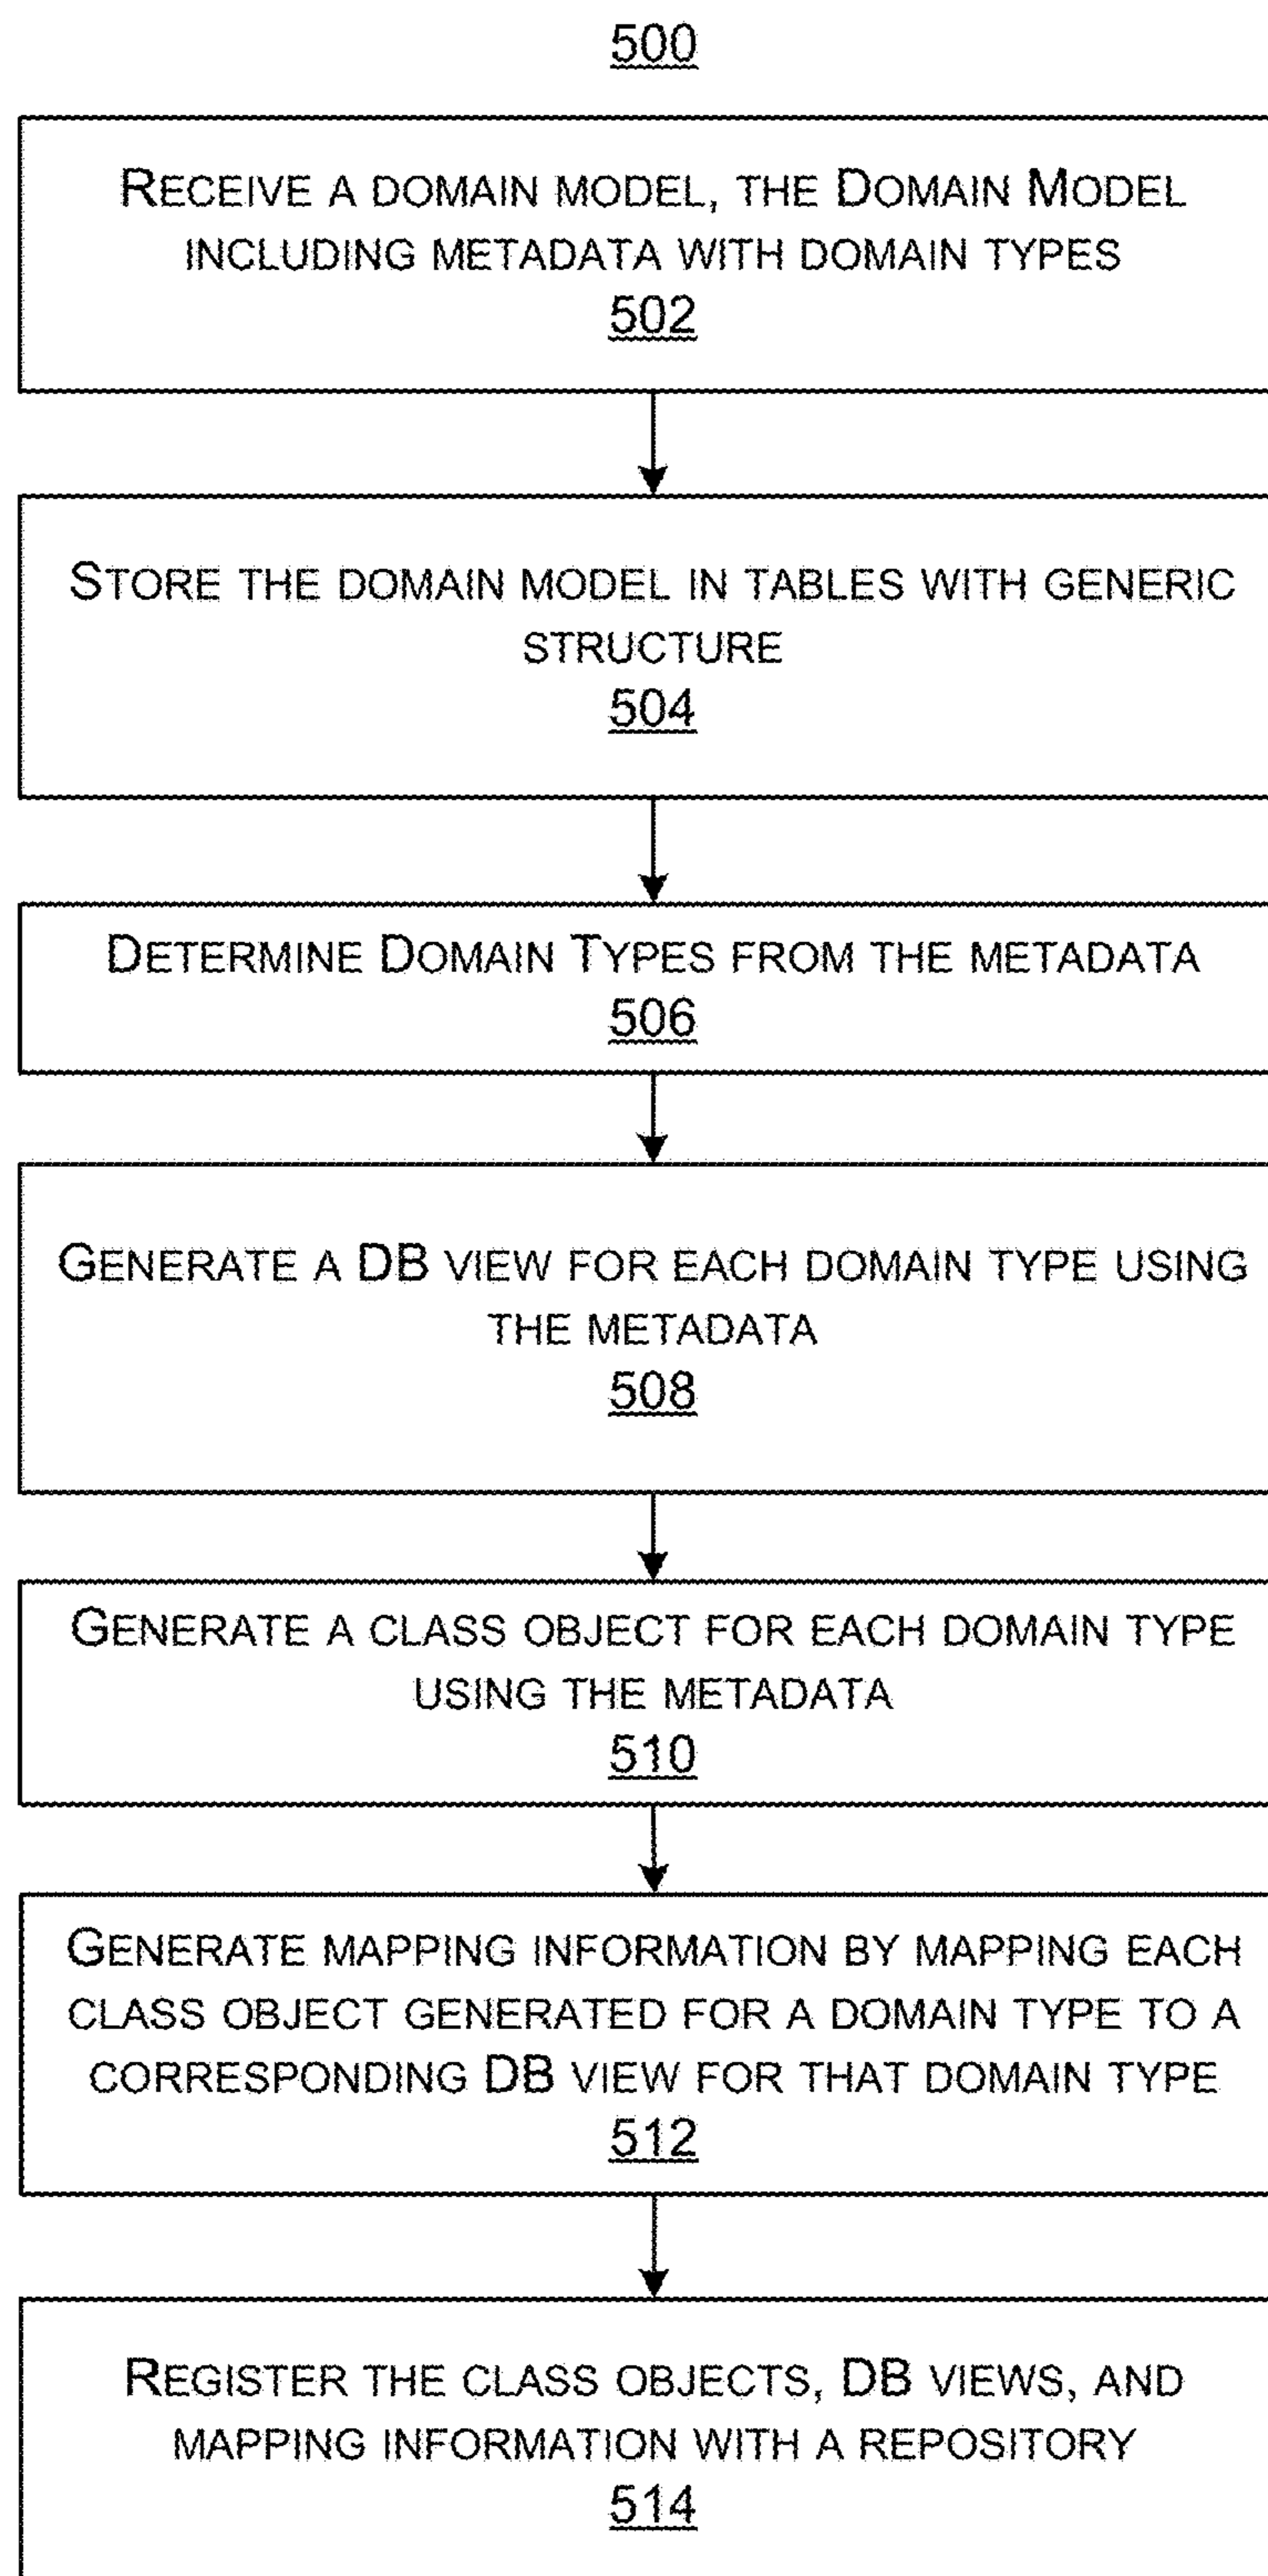 500
RECEIVE A DOMAIN MODEL, THE DOMAIN MODEL
INCLUDING METADATA WITH DOMAIN TYPES
502
STORE THE DOMAIN MODEL IN TABLES WITH GENERIC
STRUCTURE
504
DETERMINE DOMAIN TYPES FROM THE METADATA
506
GENERATE A DB VIEW FOR EACH DOMAIN TYPE USING
THE METADATA
508
GENERATE A CLASS OBJECT FOR EACH DOMAIN TYPE
USING THE METADATA
510
GENERATE MAPPING INFORMATION BY MAPPING EACH
CLASS OBJECT GENERATED FOR A DOMAIN TYPE TO A
CORRESPONDING DB VIEW FOR THAT DOMAIN TYPE
512
REGISTER THE CLASS OBJECTS, DB VIEWS, AND
MAPPING INFORMATION WITH A REPOSITORY
514